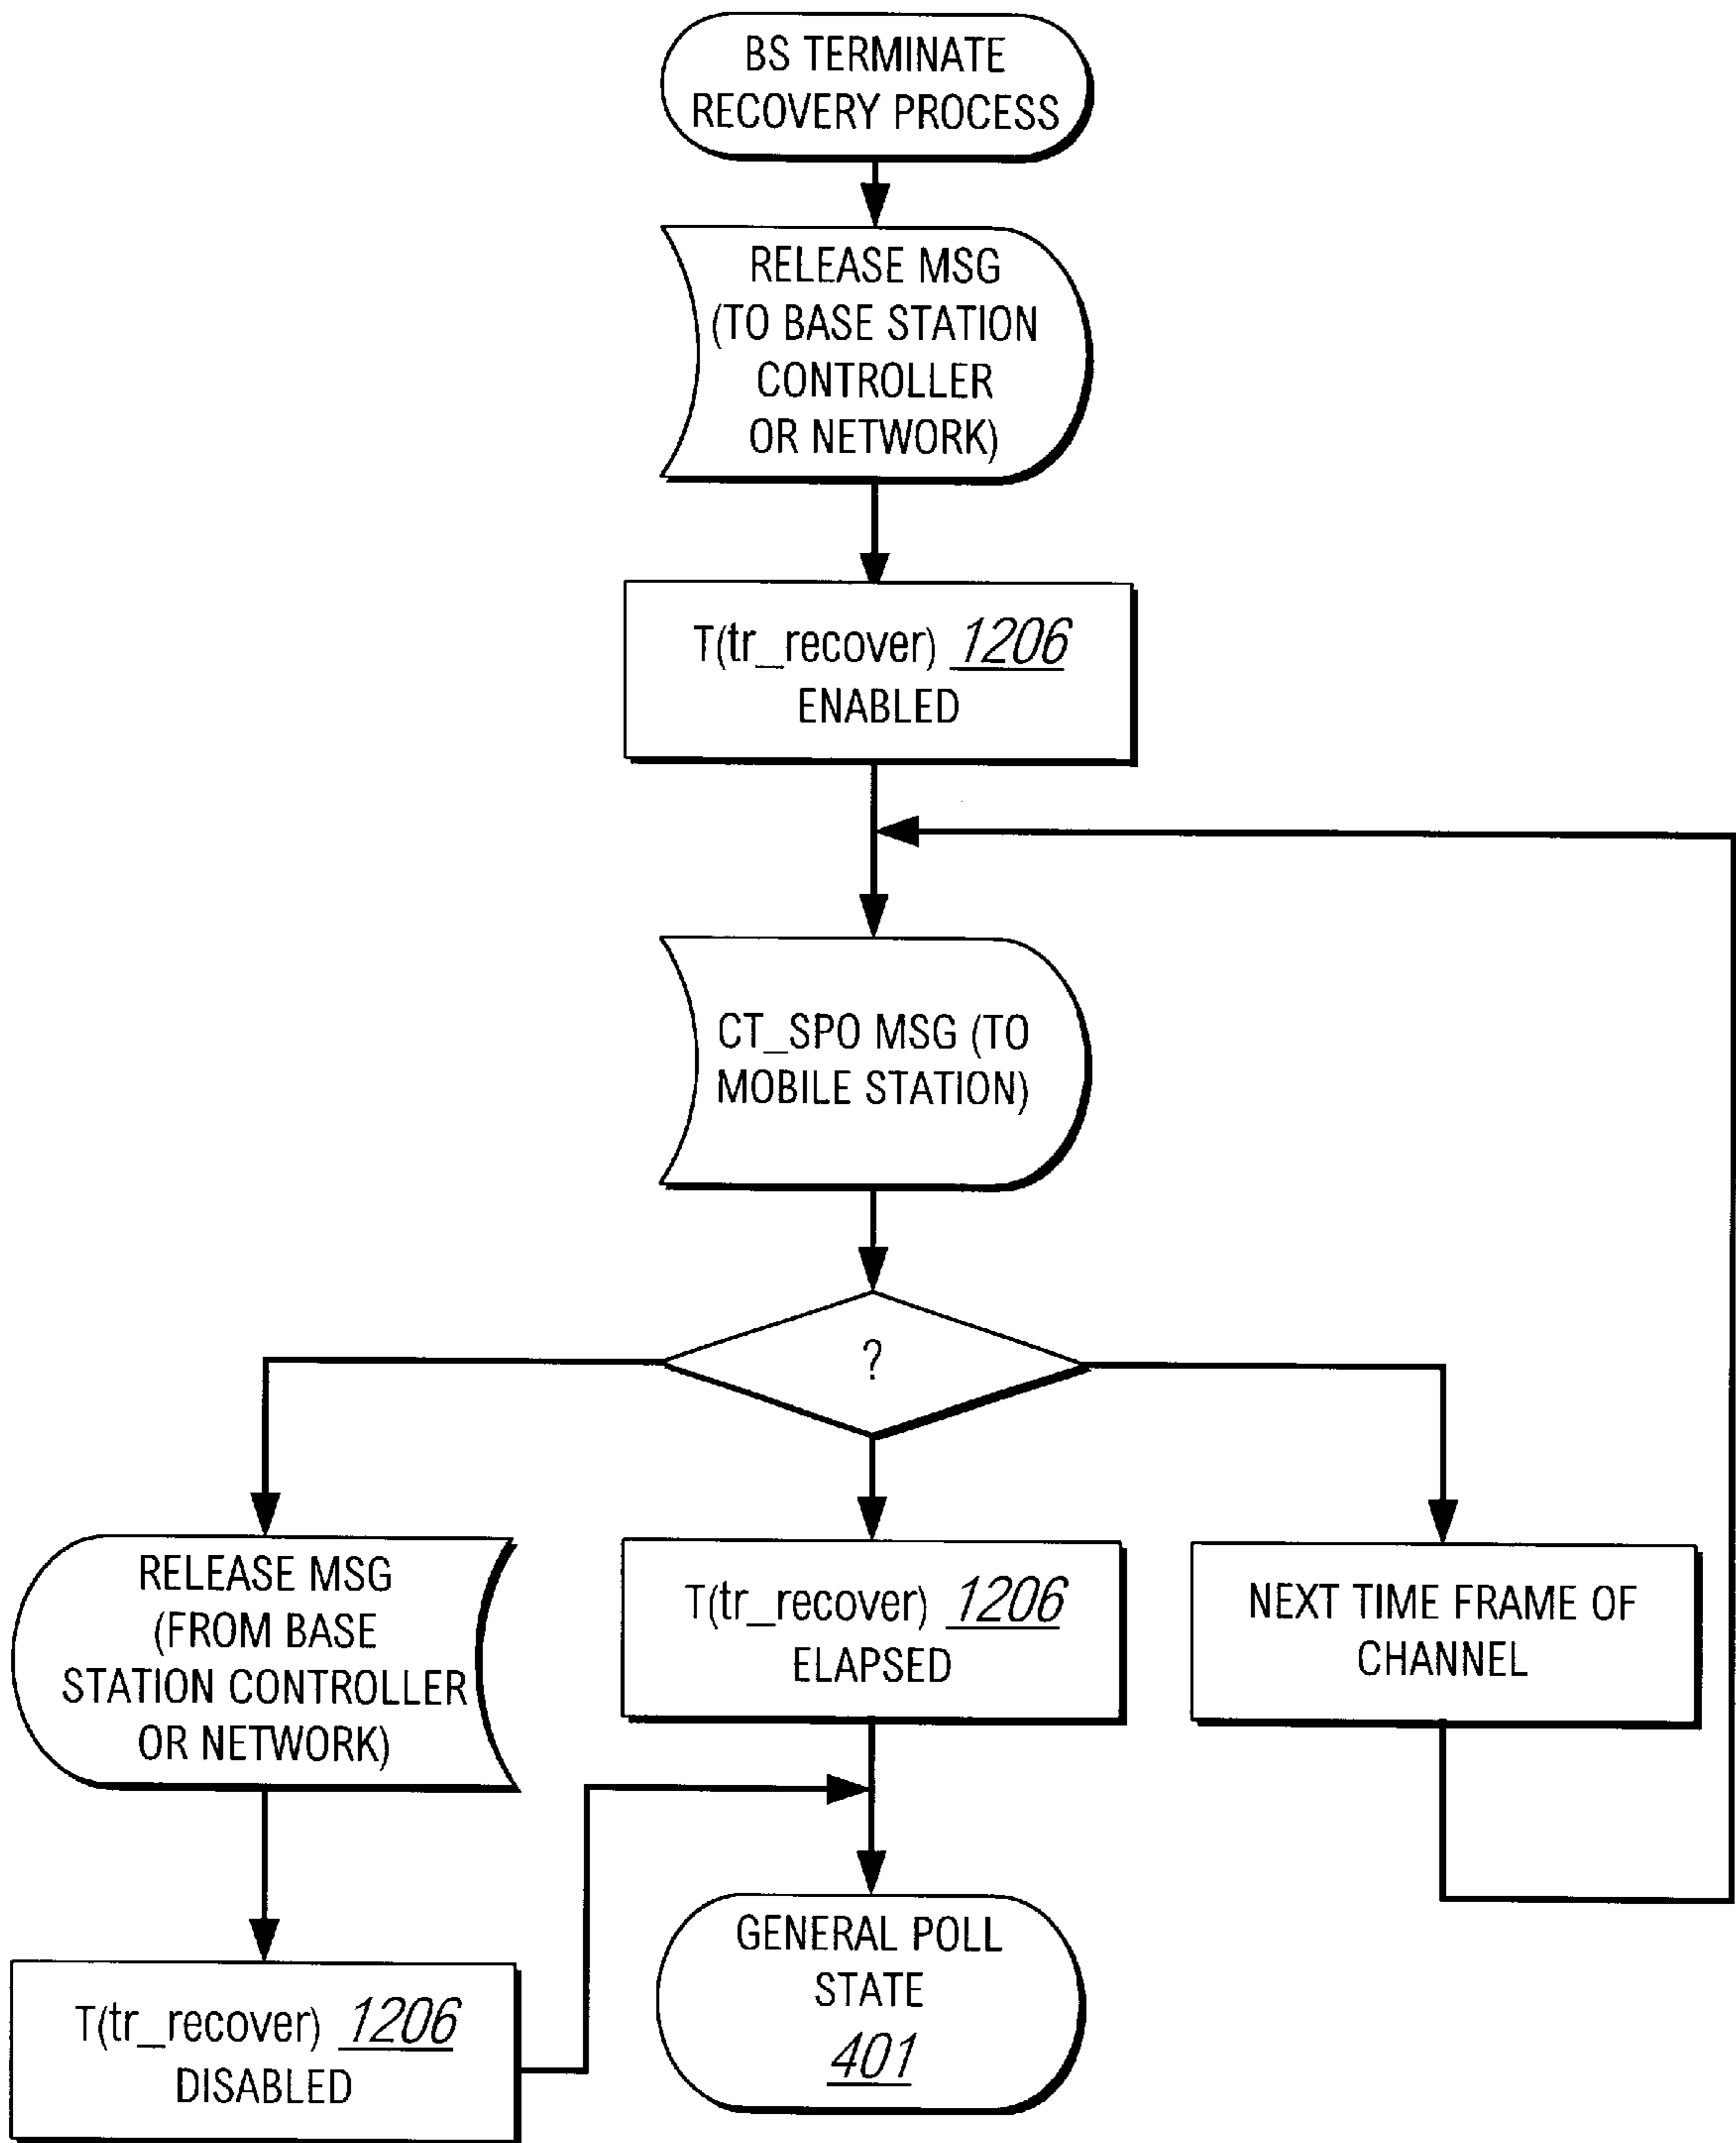 BS TERMINATE
RECOVERY PROCESS
RELEASE MSG
(TO BASE STATION
CONTROLLER
OR NETWORK)
T(tr_recover) 1206
ENABLED
CT_SPO MSG (TO
MOBILE STATION)
?
RELEASE MSG
(FROM BASE
STATION CONTROLLER
OR NETWORK)
T(tr_recover) 1206
ELAPSED
NEXT TIME FRAME OF
CHANNEL
T(tr_recover) 1206
DISABLED
GENERAL POLL
STATE
401